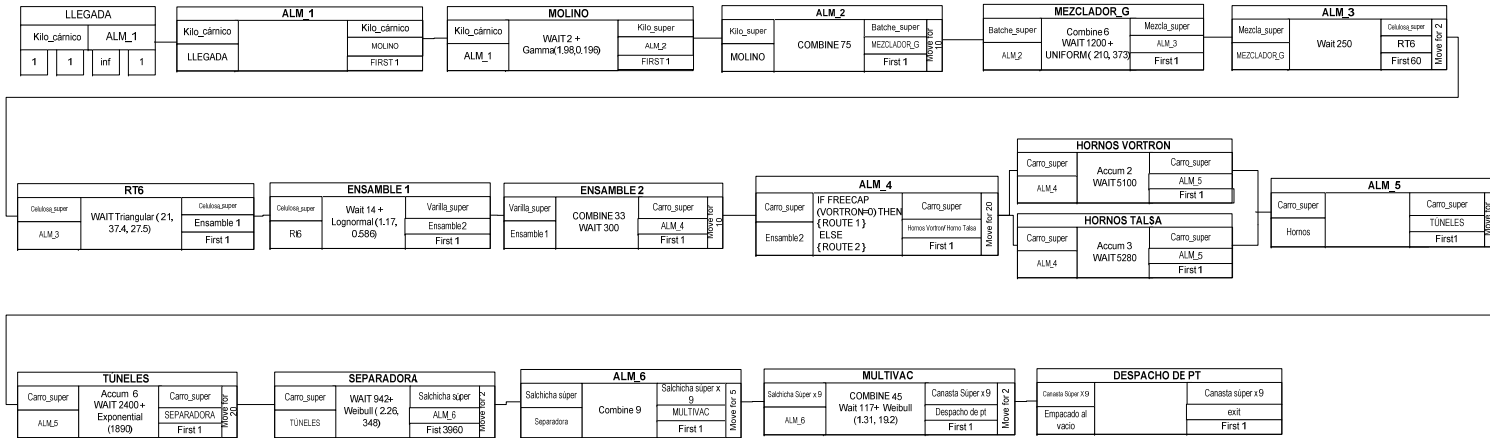 LLEGADA
Kilo_cárnico
ALM_1
1
1
inf
1
ALM_1
Kilo_cárnico
LLEGADA
Kilo_cárnico
MOLINO
FIRST 1
MOLINO
Kilo_cárnico
ALM_1
WAIT 2 +
Gamma(1.98,0.196)
Kilo_super
ALM_2
FIRST 1
ALM_2
Kilo_super
MOLINO
COMBINE 75
Batche_super
MEZCLADOR_G
First 1
Move for
10
MEZCLADOR_G
Batche_super
ALM_2
Combine 6
WAIT 1200 +
UNIFORM( 210, 373)
Mezcla_super
ALM_3
First 1
ALM_3
Mezcla_super
MEZCLADOR_G
Wait 250
Celulosa_super
RT6
First 60
Move for 2
RT6
Celulosa_super
ALM_3
WAIT Triangular ( 21,
37.4, 27.5)
Celulosa_super
Ensamble 1
First 1
ENSAMBLE 1
Celulosa_super
Rt6
Wait 14 +
Lognormal (1.17,
0.586)
Varilla_super
Ensamble2
First 1
ENSAMBLE 2
Varilla_super
Ensamble 1
COMBINE 33
WAIT 300
Carro_super
ALM_4
First 1
Move for
10
ALM_4
Carro_super
Ensamble2
IF FREECAP
(VORTRON=0) THEN
{ ROUTE 1 }
ELSE
{ ROUTE 2 }
Carro_super
Hornos Vortron/ Horno Talsa
First 1
Move for 20
HORNOS VORTRON
Carro_super
ALM_4
Accum 2
WAIT 5100
Carro_super
ALM_5
First 1
HORNOS TALSA
Carro_super
ALM_4
Accum 3
WAIT 5280
Carro_super
ALM_5
First 1
ALM_5
Carro_super
Hornos
Carro_super
TÚNELES
First1
Move for
TÚNELES
Carro_super
ALM_5
Accum 6
WAIT 2400 +
Exponential
(1890)
Carro_super
SEPARADORA
First 1
Move for
20
SEPARADORA
Carro_super
TÚNELES
WAIT 942+
Weibull ( 2.26,
348)
Salchicha súper
ALM_6
Fist 3960
Move for 2
ALM_6
Salchicha súper
Separadora
Combine 9
Salchicha súper x
9
MULTIVAC
First 1
Move for 5
MULTIVAC
Salchicha súper x 9
ALM_6
COMBINE 45
Wait 117+ Weibull
(1.31, 19.2)
Canasta Súper x 9
Despacho de pt
First 1
Move for 2
DESPACHO DE PT
Canasta Súper X 9
Empacado al
vacio
Canasta súper x 9
exit
First 1